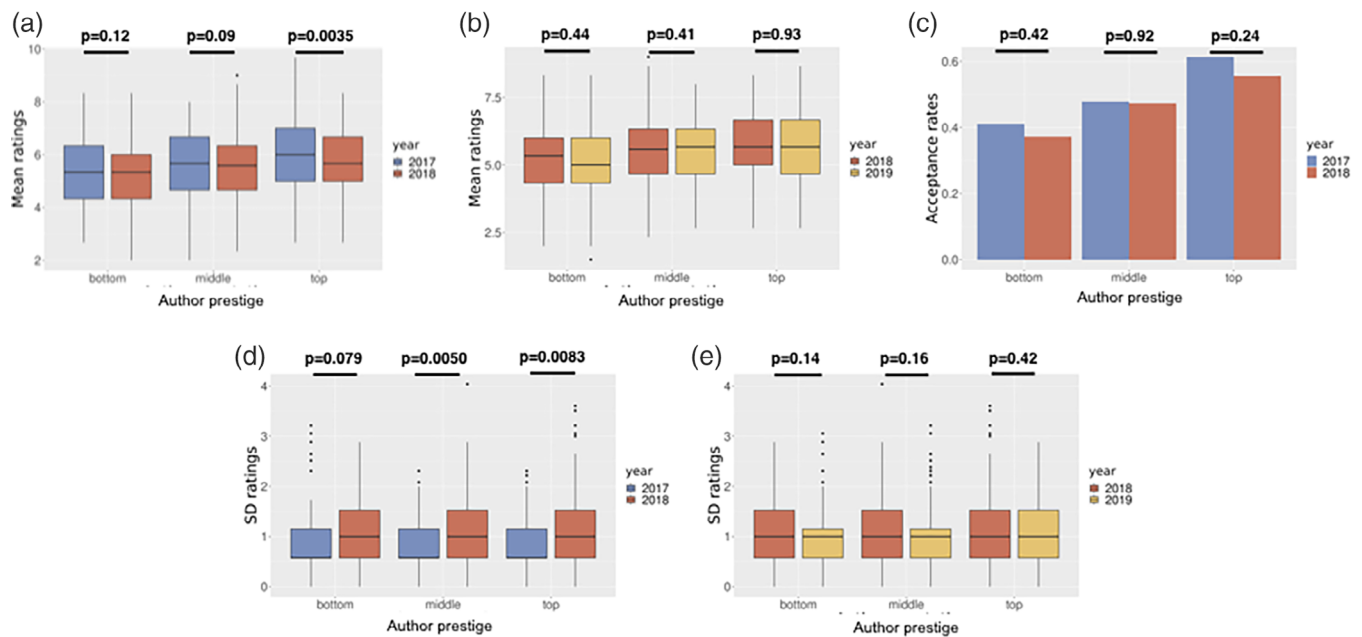 (a)
p=0.12 p=0.09 p=0.0035
10
8
6
4
2
Mean ratings
year
2017
2018
bottom middle top
Author prestige
(b)
p=0.44 p=0.41 p=0.93
7.5
5.0
2.5
Mean ratings
year
2018
2019
bottom middle top
Author prestige
(c)
p=0.42 p=0.92 p=0.24
0.6
0.4
0.2
0.0
Acceptance rates
year
2017
2018
bottom middle top
Author prestige
(d)
p=0.079 p=0.0050 p=0.0083
4
3
2
1
0
SD ratings
year
2017
2018
bottom middle top
Author prestige
(e)
p=0.14 p=0.16 p=0.42
4
3
2
1
0
SD ratings
year
2018
2019
bottom middle top
Author prestige